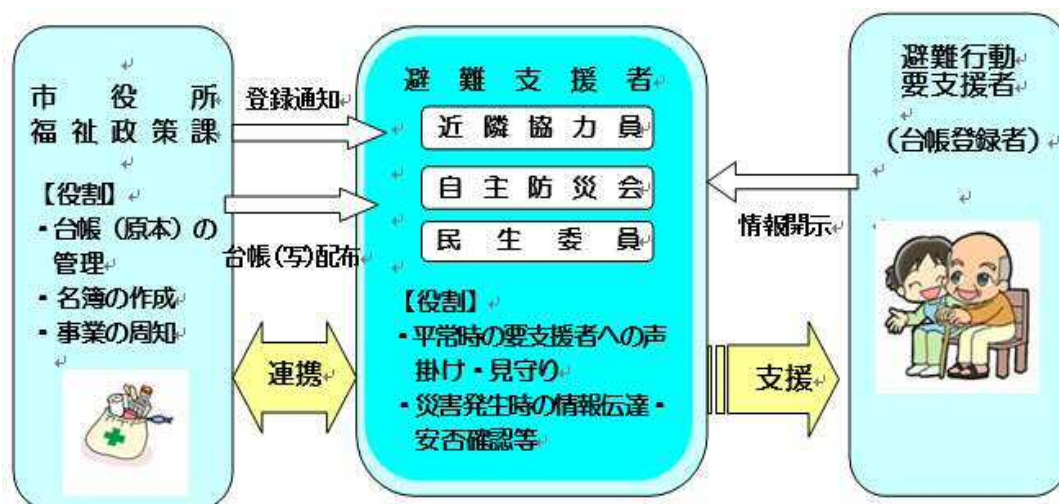 市役所
福祉政策課
【役割】
・台帳（原本）の
管理
・名簿の作成
・事業の周知
登録通知
台帳(写)配布
連携
避難支援者
近隣協力員
自主防災会
民生委員
【役割】
・平常時の要支援者への声
掛け・見守り
・災害発生時の情報伝達・
安否確認等
情報開示
支援
避難行動
要支援者
(台帳登録者)